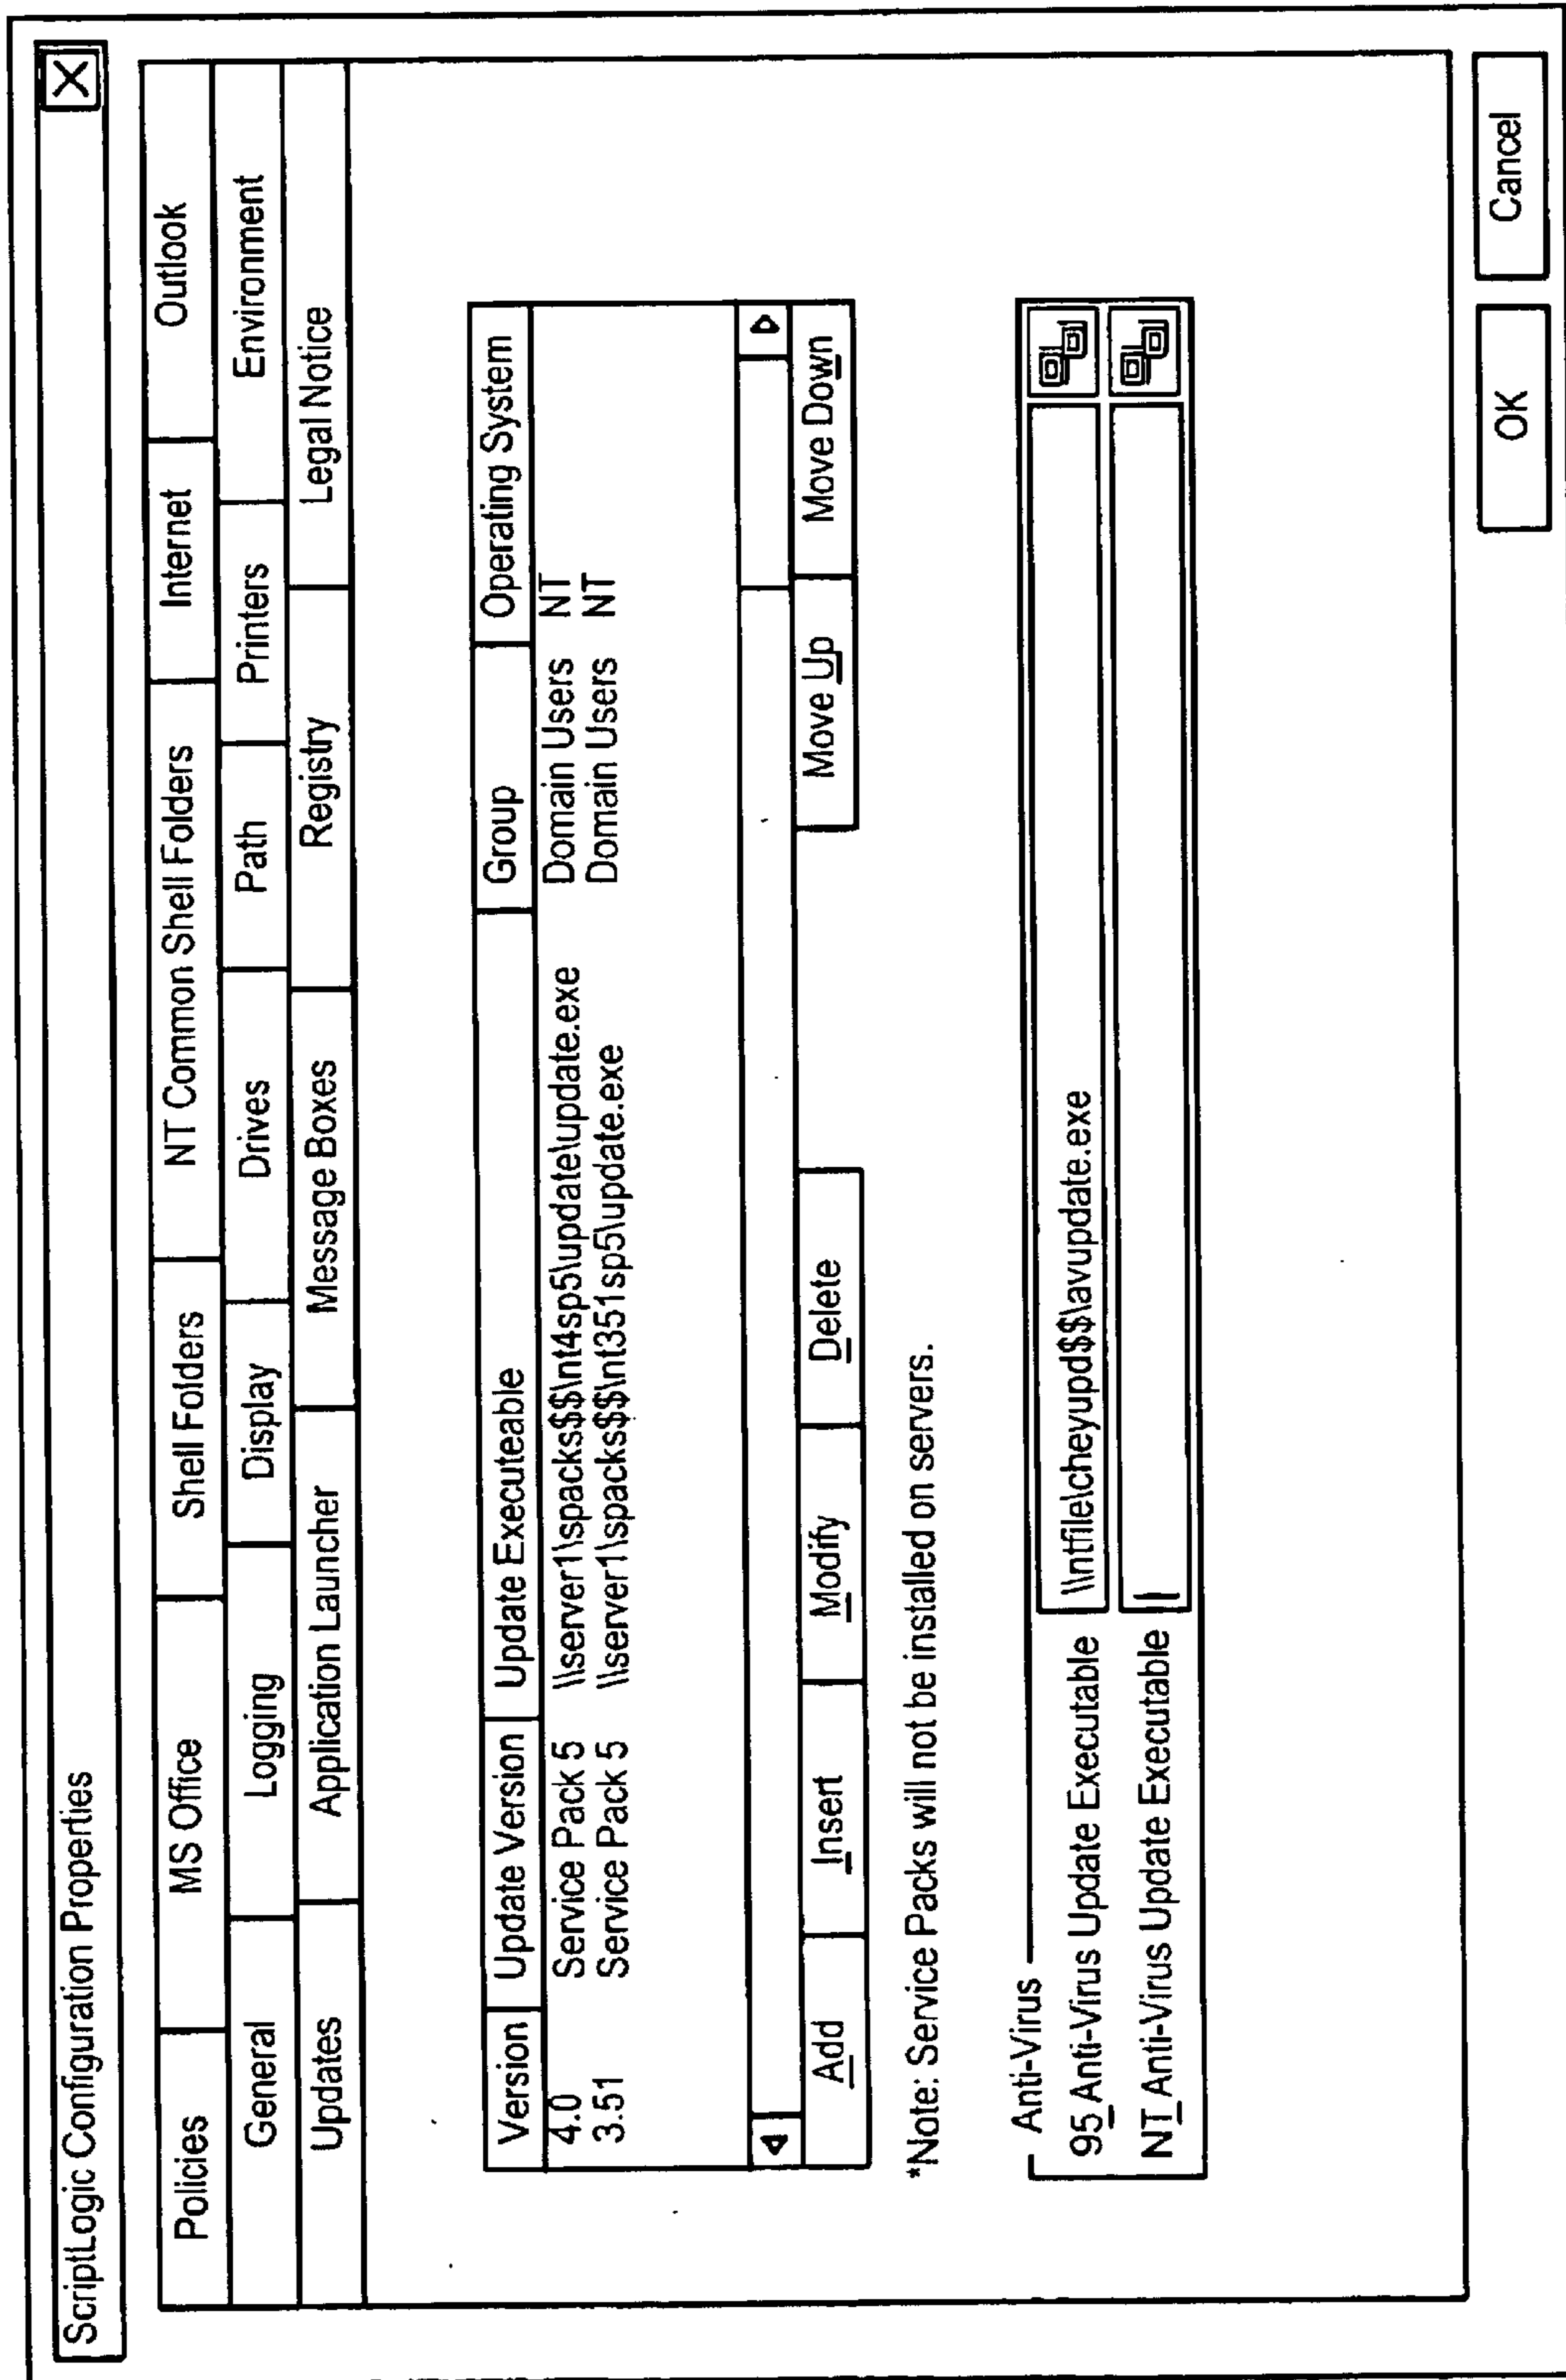 ScriptLogic Configuration Properties
Policies MS Office Shell Folders NT Common Shell Folders Internet Outlook
General Logging Display Drives Path Printers Environment
Updates Application Launcher Message Boxes Registry Legal Notice
Version Update Version Update Executeable Group Operating System
4.0 Service Pack 5 \\server1\spacks$$\nt4sp5\update\update.exe Domain Users NT
3.51 Service Pack 5 \\server1\spacks$$\nt351sp5\update.exe Domain Users NT
Add Insert Modify Delete Move Up Move Down
*Note: Service Packs will not be installed on servers.
Anti-Virus
95 Anti-Virus Update Executable \\ntfile\cheyupd$$\avupdate.exe
NT Anti-Virus Update Executable
OK Cancel